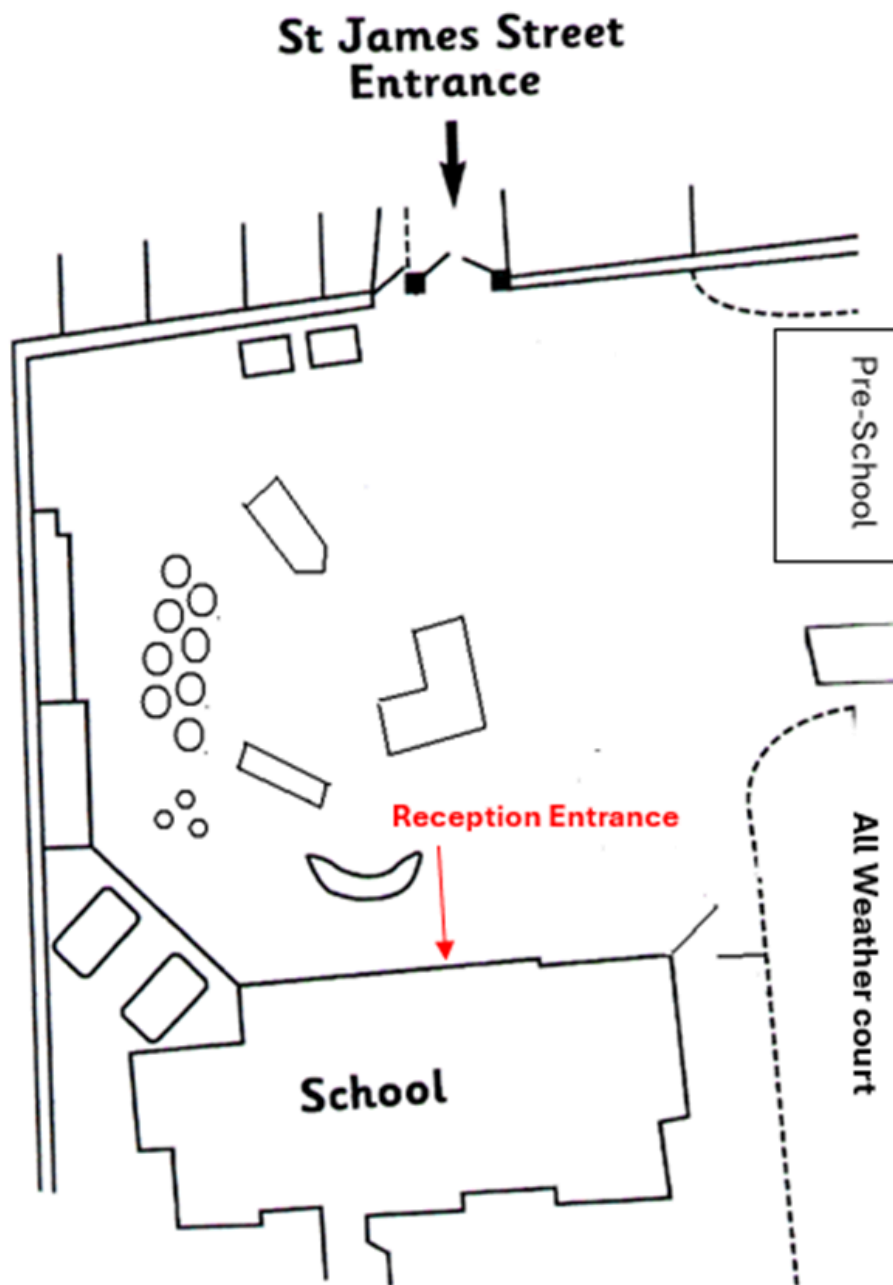 St James Street
Entrance
Pre-School
Reception Entrance
All Weather court
School